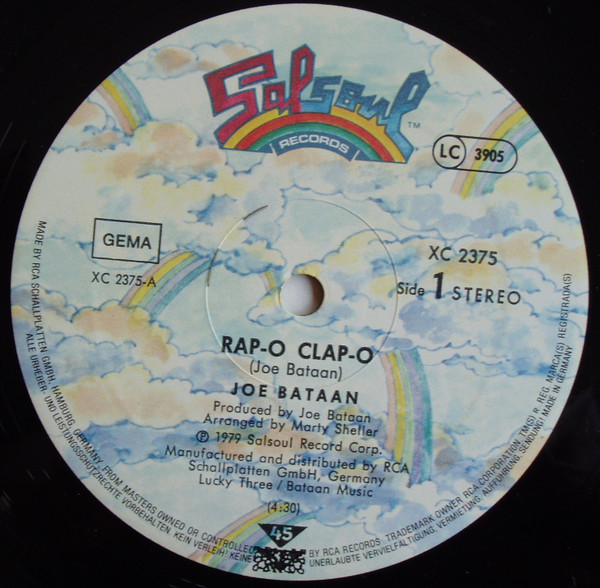 Salsoul
RECORDS
TM
LC 3905
GEMA
XC 2375-A
XC 2375
Side 1 STEREO
RAP-O CLAP-O
(Joe Bataan)
JOE BATAAN
Produced by Joe Bataan
Arranged by Marty Sheller
℗ 1979 Salsoul Record Corp.
Manufactured and distributed by RCA
Schallplatten GmbH, Germany
Lucky Three / Bataan Music
(4:30)
45
MADE BY RCA SCHALLPLATTEN GMBH, HAMBURG, GERMANY, FROM MASTERS OWNED OR CONTROLLED BY RCA RECORDS. TRADEMARK OWNER RCA CORPORATION. TM(S) R. REG. MARCA(S) REGISTRADA(S)
ALLE URHEBER- UND LEISTUNGSSCHUTZRECHTE VORBEHALTEN. KEIN VERLEIH! KEINE UNERLAUBTE VERVIELFÄLTIGUNG, VERMIETUNG, AUFFÜHRUNG, SENDUNG! MADE IN GERMANY